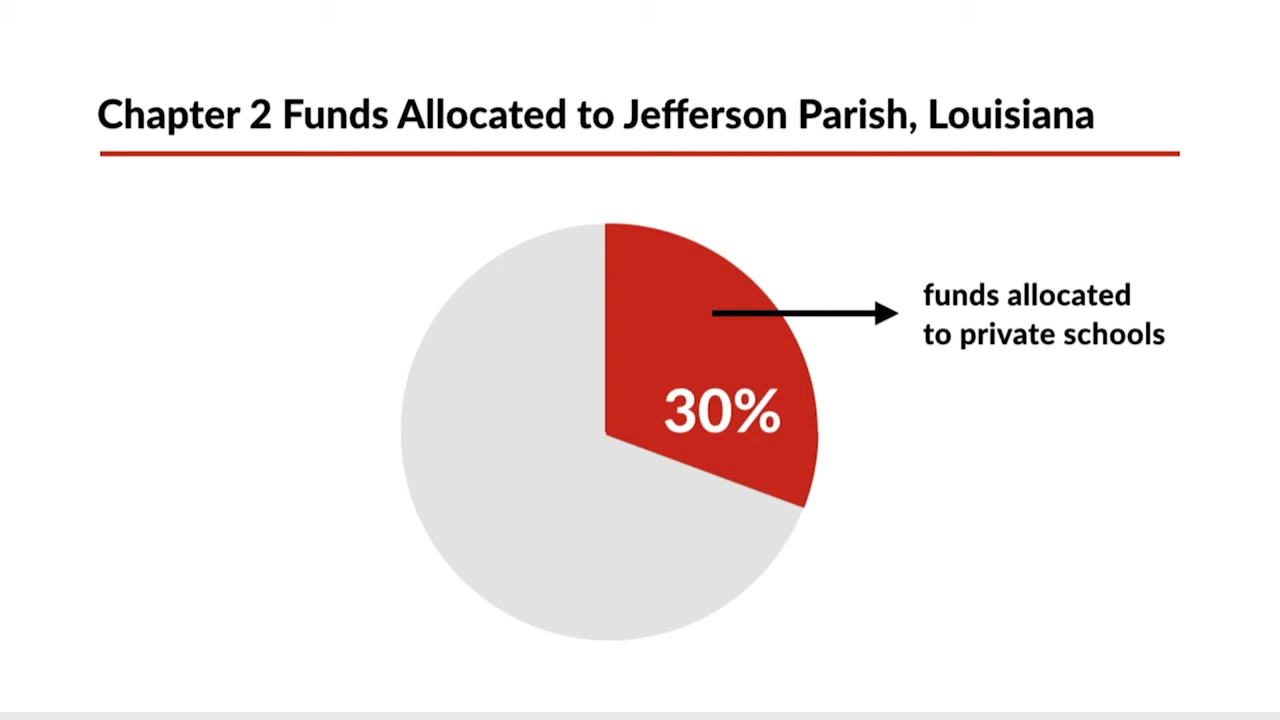 Chapter 2 Funds Allocated to Jefferson Parish, Louisiana
funds allocated
to private schools
30%